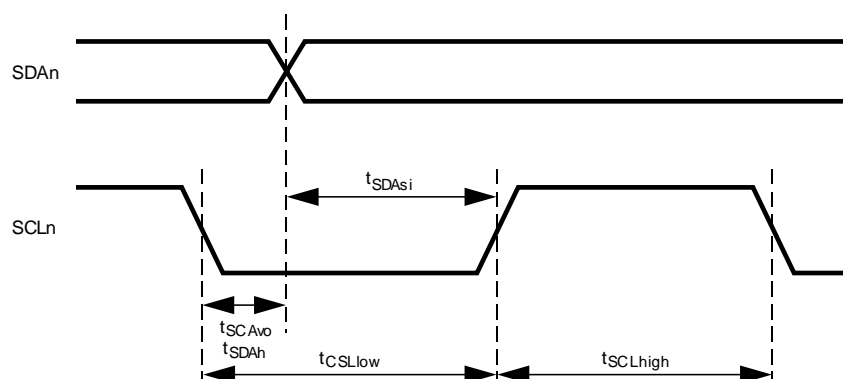 SDAn
tSDAsi
SCLn
tSCAvo
tSDAh
tCSLlow
tSCLhigh